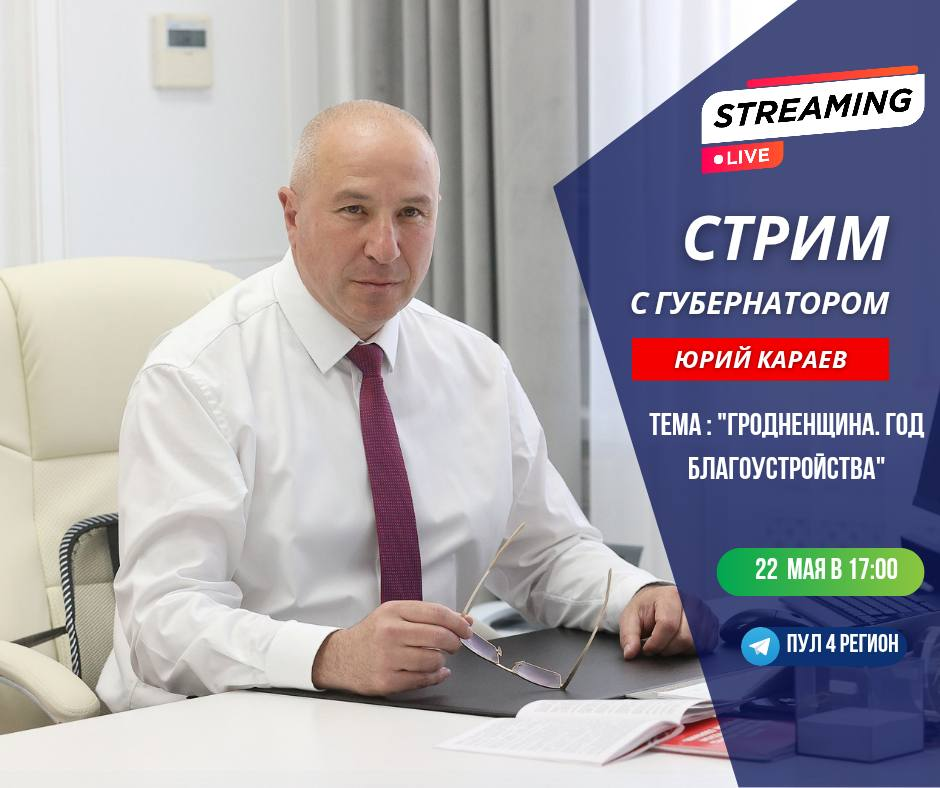 STREAMING
LIVE
СТРИМ
С ГУБЕРНАТОРОМ
ЮРИЙ КАРАЕВ
ТЕМА : "ГРОДНЕНЩИНА. ГОД
БЛАГОУСТРОЙСТВА"
22 МАЯ В 17:00
ПУЛ 4 РЕГИОН